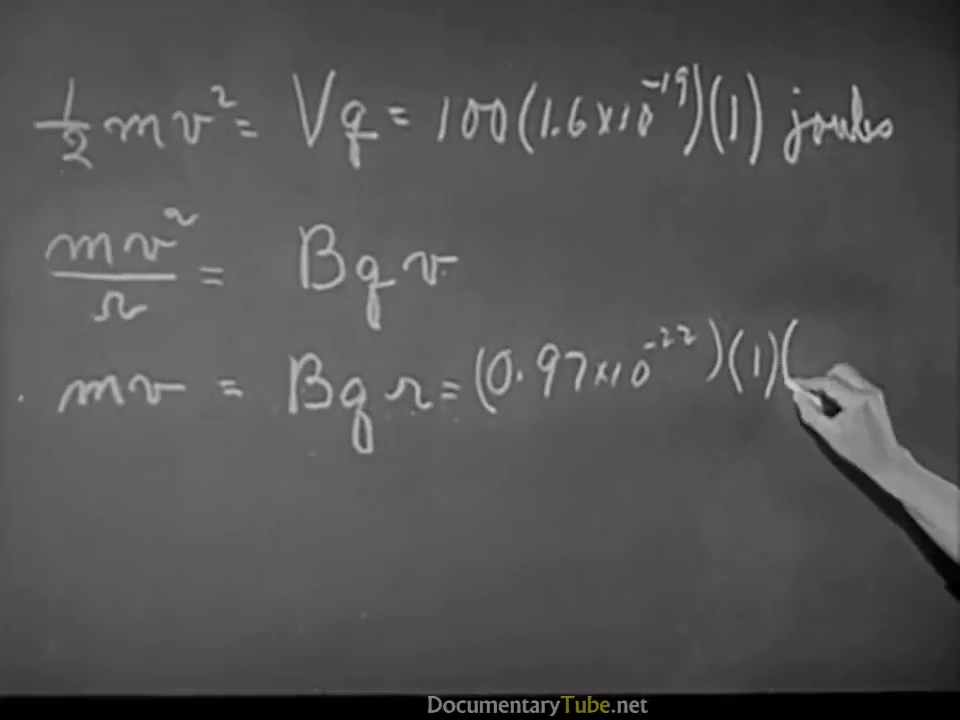 ½mv² = Vq = 100(1.6×10⁻¹⁹)(1) joules
mv²/r = Bqv
mv = Bqr = (0.97×10⁻²²)(1)(
DocumentaryTube.net